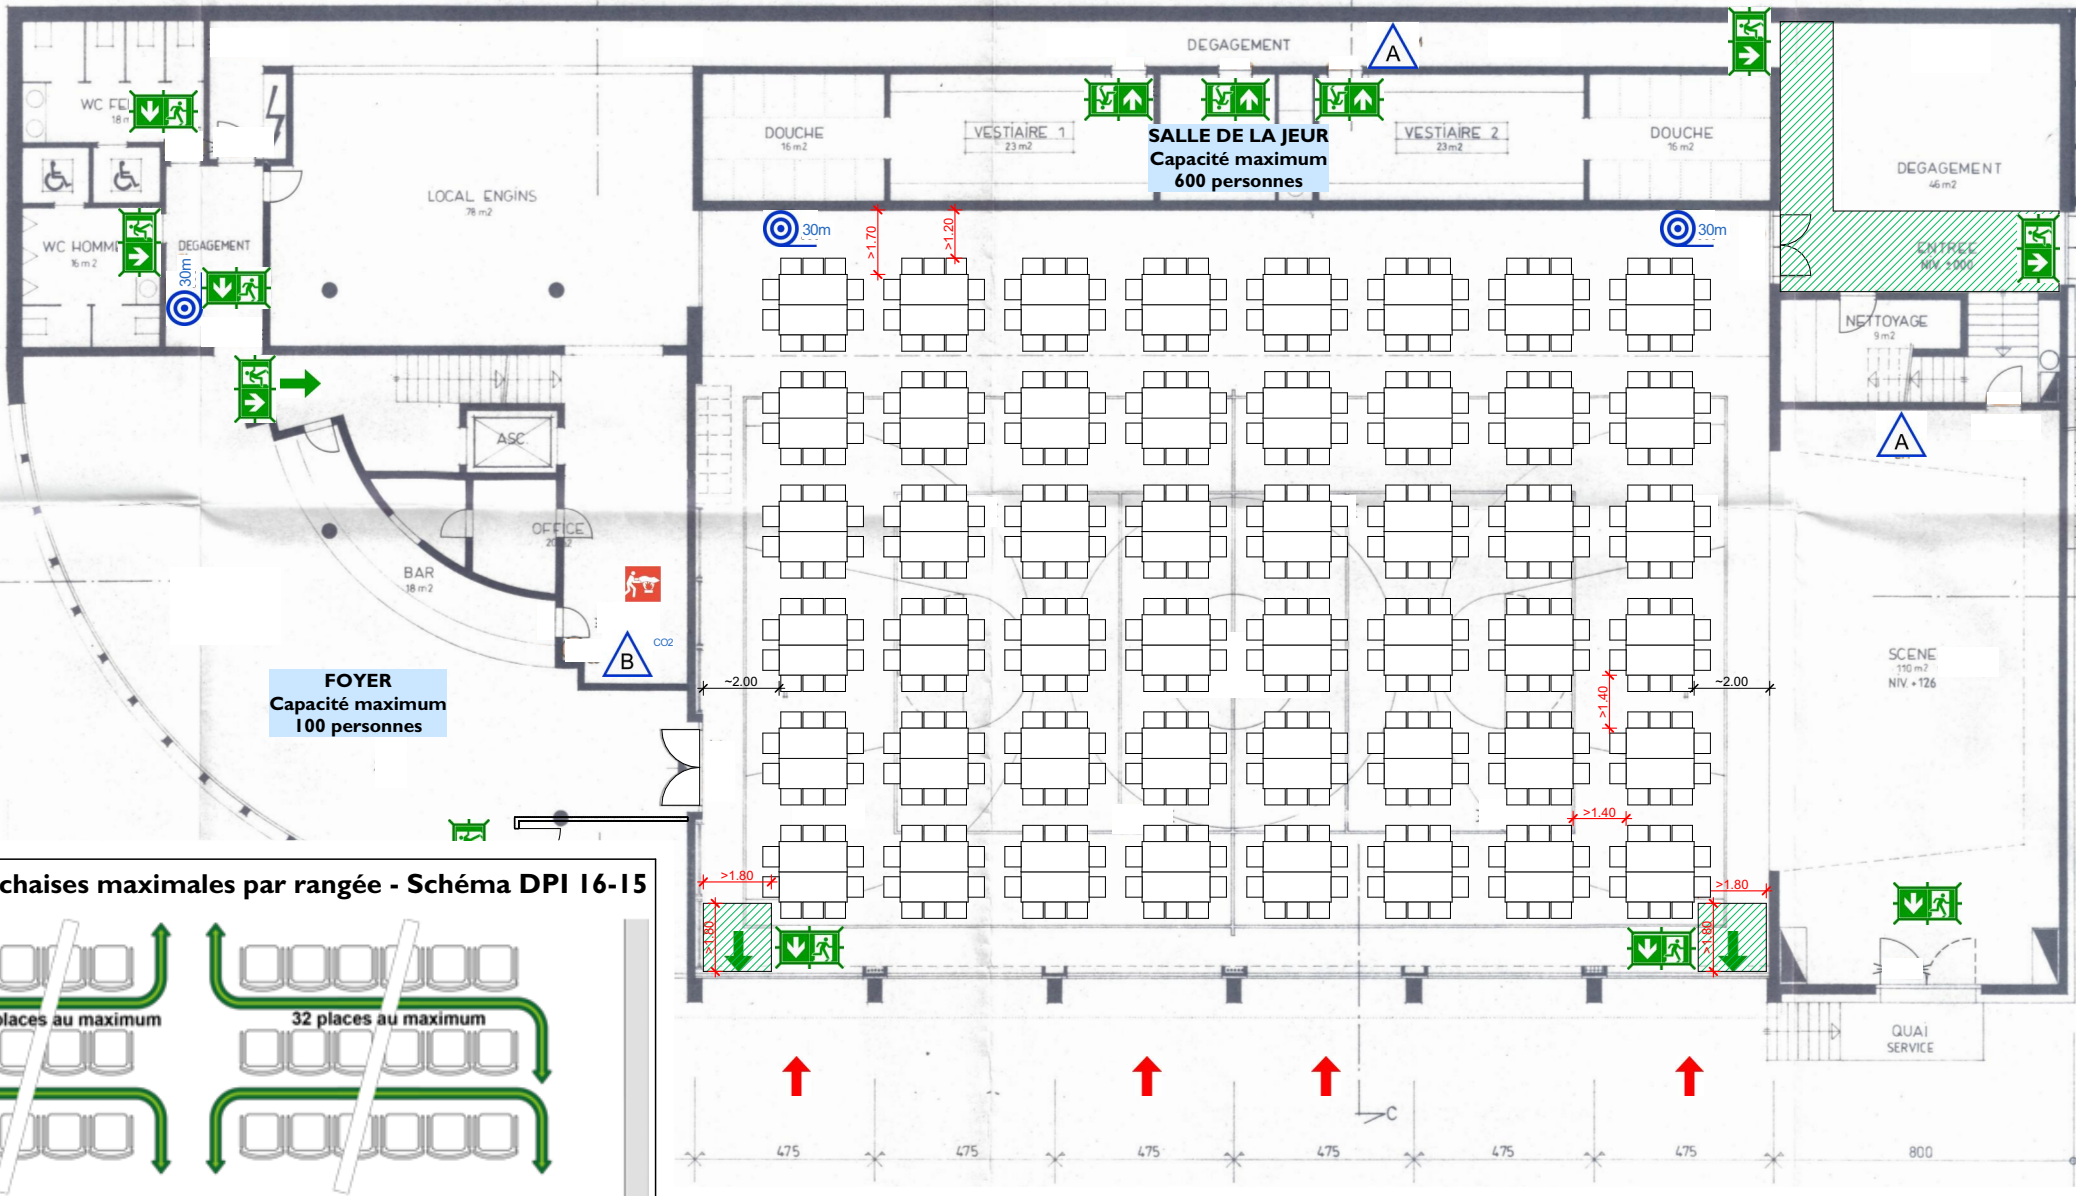 DEGAGEMENT
A
WC FE
18 m
DOUCHE
16 m2
VESTIAIRE 1
23 m2
SALLE DE LA JEUR
Capacité maximum
600 personnes
VESTIAIRE 2
23 m2
DOUCHE
16 m2
DEGAGEMENT
46 m2
LOCAL ENGINS
78 m2
WC HOMM
16 m2
DEGAGEMENT
30m
30m
>1.70
>1.20
30m
ENTREE
NIV. ±000
NETTOYAGE
9 m2
ASC.
A
OFFICE
BAR
18 m2
CO2
B
FOYER
Capacité maximum
100 personnes
~2.00
>1.40
~2.00
SCENE
110 m2
NIV. +126
>1.40
>1.80
>1.80
>1.80
>1.80
chaises maximales par rangée - Schéma DPI 16-15
places au maximum
32 places au maximum
QUAI
SERVICE
C
475
475
475
475
475
475
800